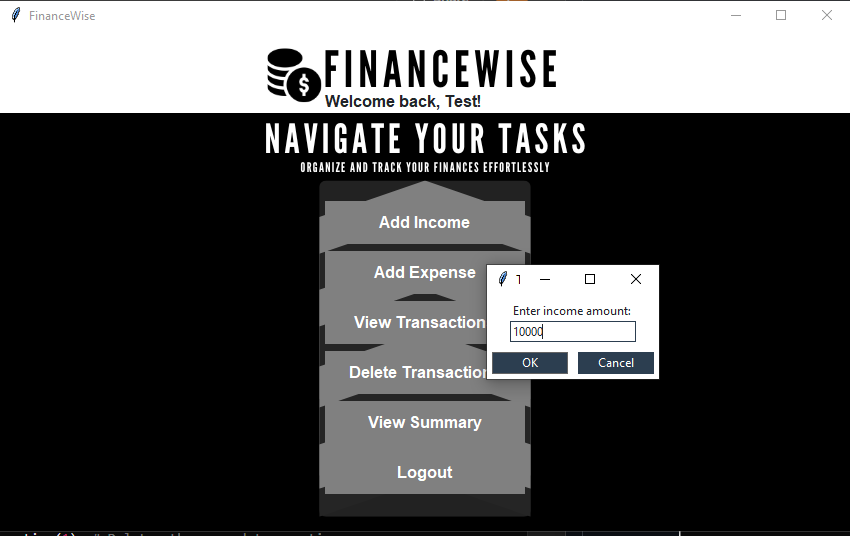 FinanceWise
FINANCEWISE
Welcome back, Test!
NAVIGATE YOUR TASKS
ORGANIZE AND TRACK YOUR FINANCES EFFORTLESSLY
Add Income
Add Expense
View Transaction
Delete Transaction
View Summary
Logout
Enter income amount:
10000
OK
Cancel